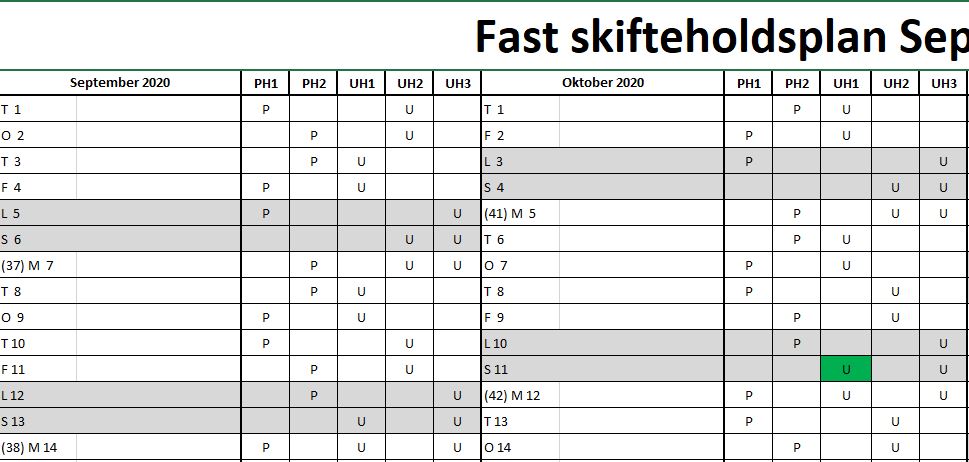 Fast skifteholdsplan Sep
September 2020 PH1 PH2 UH1 UH2 UH3 Oktober 2020 PH1 PH2 UH1 UH2 UH3
T 1 P U T 1 P U
O 2 P U F 2 P U
T 3 P U L 3 P U
F 4 P U S 4 U U
L 5 P U (41) M 5 P U U
S 6 U U T 6 P U
(37) M 7 P U U O 7 P U
T 8 P U T 8 P U
O 9 P U F 9 P U
T 10 P U L 10 P U
F 11 P U S 11 U U
L 12 P U (42) M 12 P U U
S 13 U U T 13 P U
(38) M 14 P U U O 14 P U